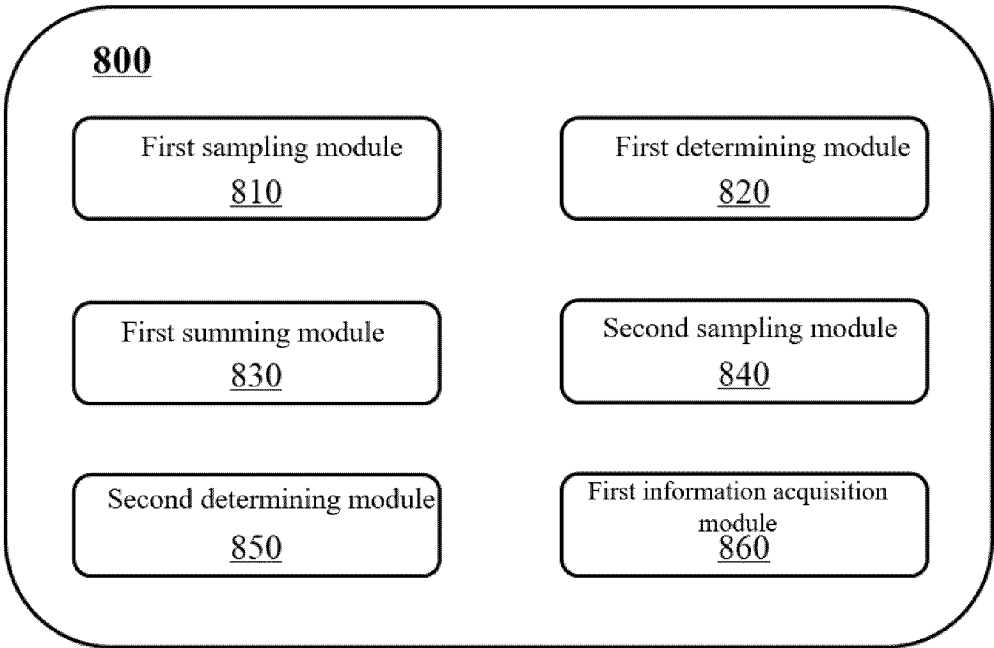 800
First sampling module
810
First determining module
820
First summing module
830
Second sampling module
840
Second determining module
850
First information acquisition
module
860